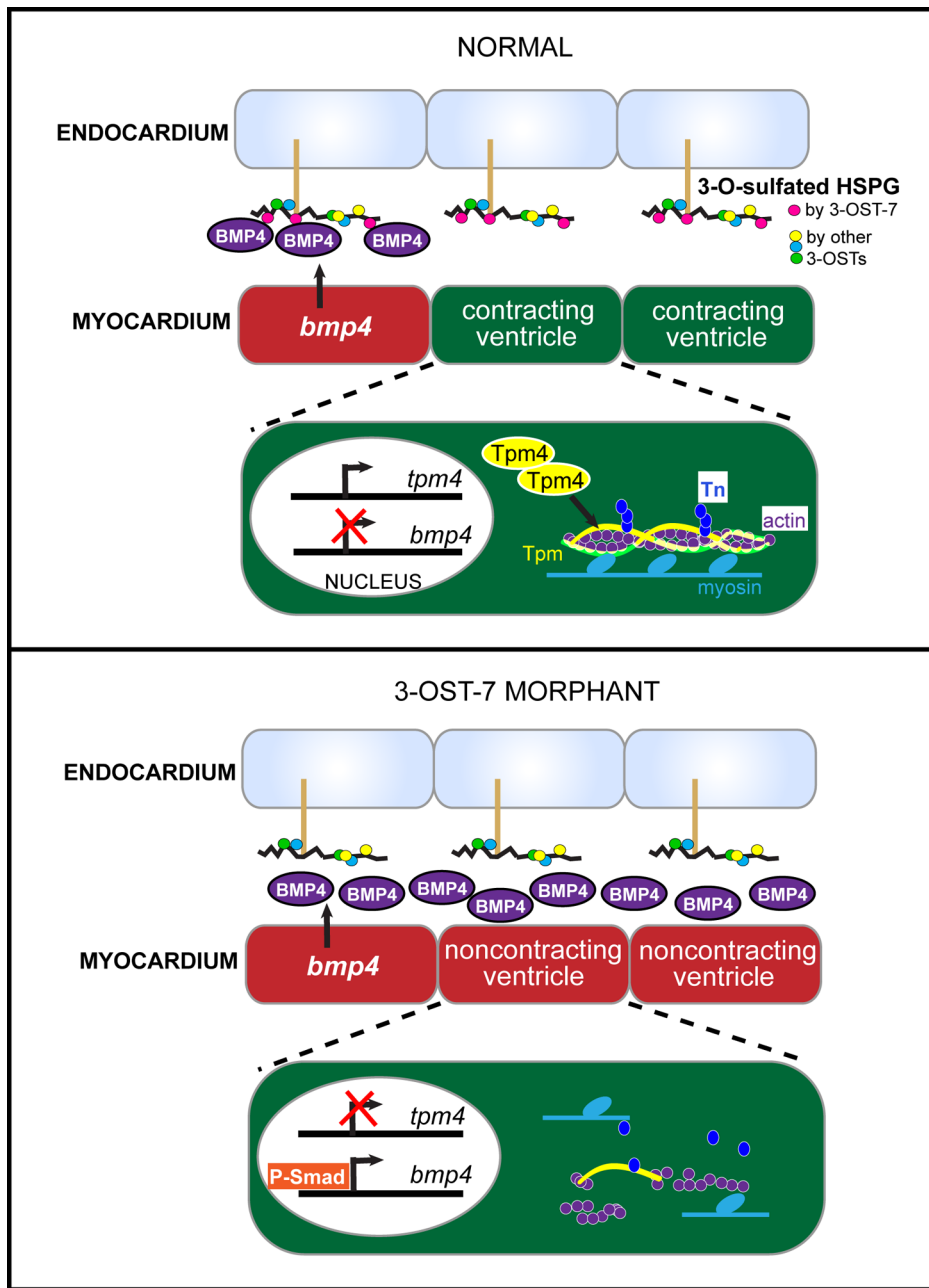 NORMAL
ENDOCARDIUM
3-O-sulfated HSPG
by 3-OST-7
by other
3-OSTs
BMP4
BMP4
BMP4
MYOCARDIUM
bmp4
contracting
ventricle
contracting
ventricle
Tpm4
Tpm4
tpm4
bmp4
NUCLEUS
Tn
actin
Tpm
myosin
3-OST-7 MORPHANT
ENDOCARDIUM
BMP4
BMP4
BMP4
BMP4
BMP4
BMP4
BMP4
BMP4
MYOCARDIUM
bmp4
noncontracting
ventricle
noncontracting
ventricle
tpm4
P-Smad
bmp4